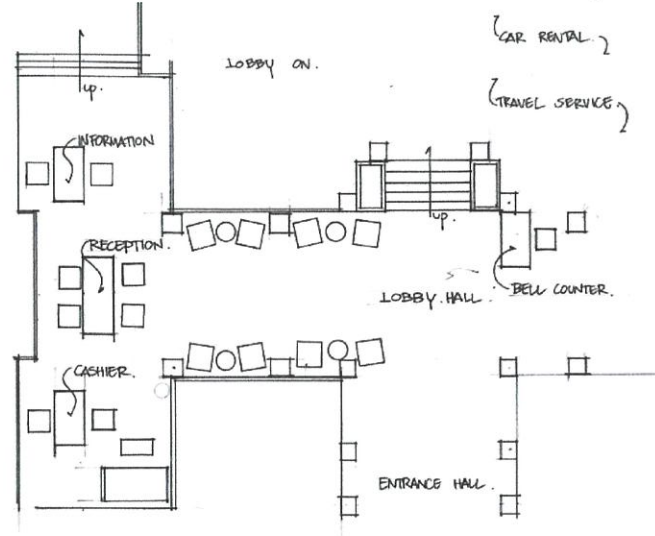 CAR RENTAL.
LOBBY ON.
up.
TRAVEL SERVICE
INFORMATION
up.
RECEPTION.
LOBBY HALL.
BELL COUNTER.
CASHIER.
ENTRANCE HALL.